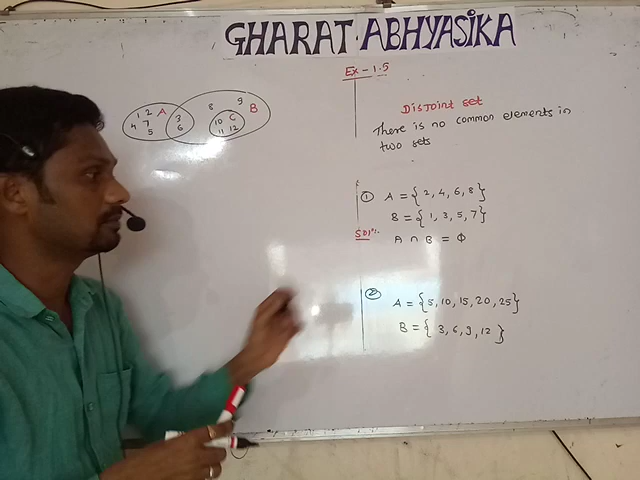 GHARAT. ABHYASIKA
Ex - 1.5
A
B
C
1 2
4 7
5
3
6
8
9
10
11 12
Disjoint set
There is no common elements in
two sets
① A = { 2, 4, 6, 8 }
B = { 1, 3, 5, 7 }
Solⁿ:-
A ∩ B = Φ
② A = { 5, 10, 15, 20, 25 }
B = { 3, 6, 9, 12 }